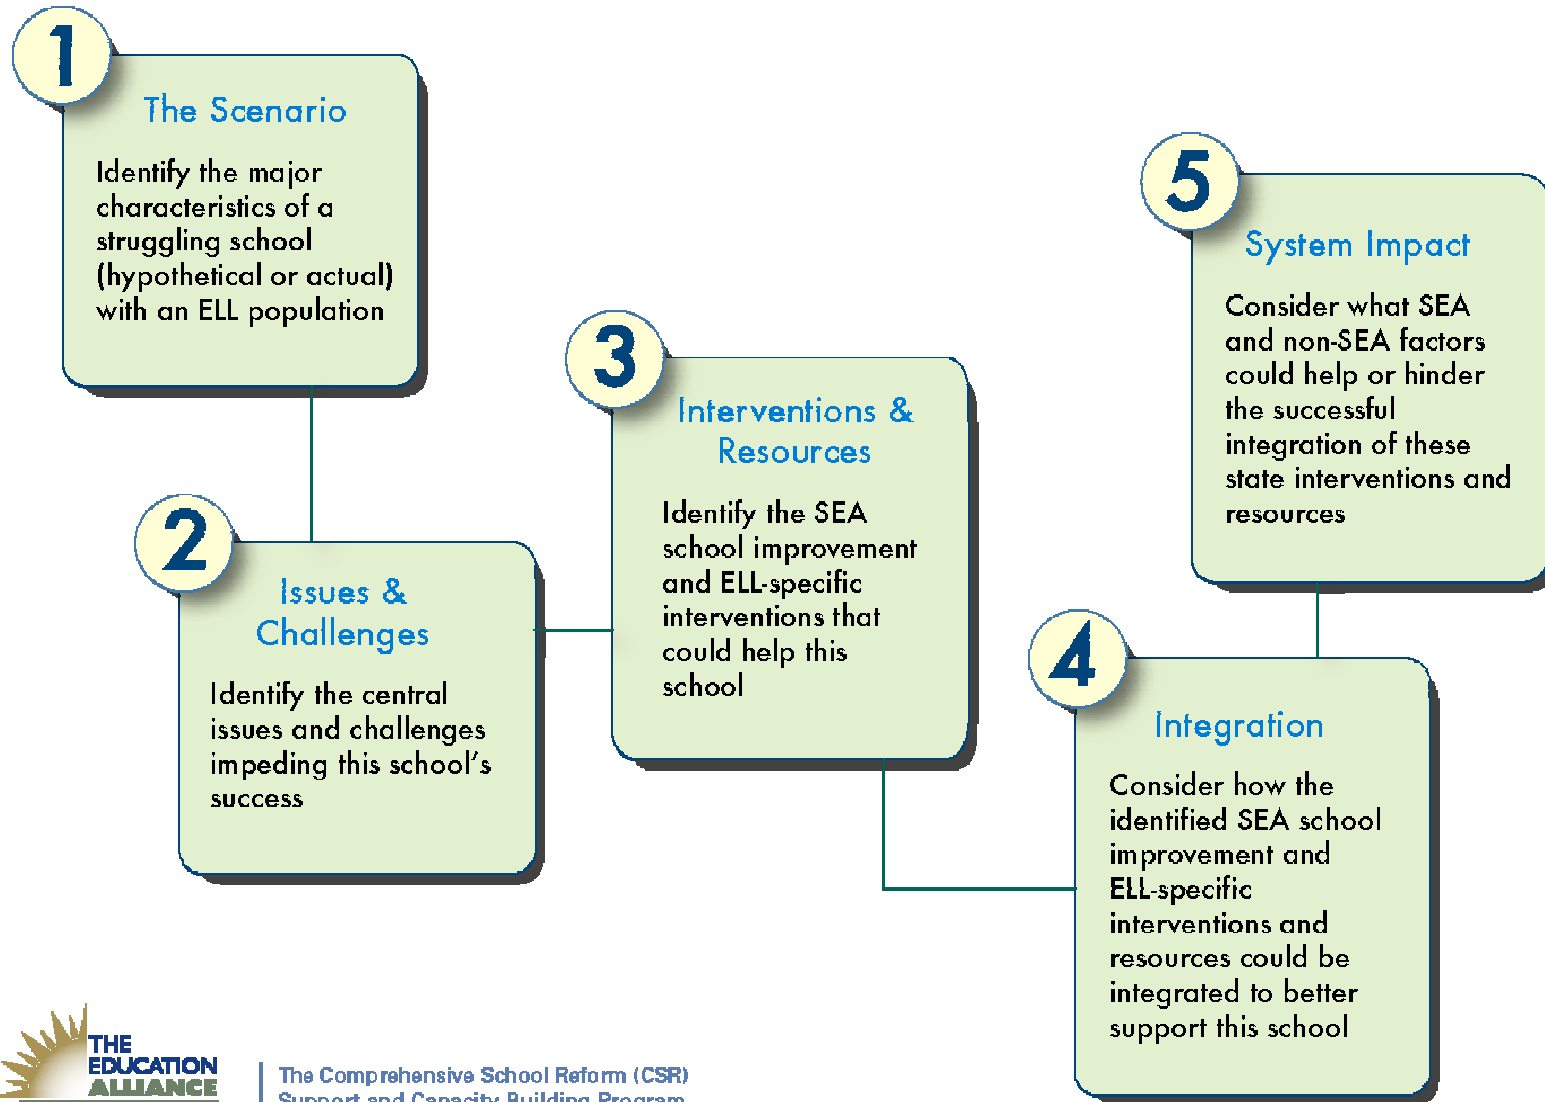 1
The Scenario
Identify the major
characteristics of a
struggling school
(hypothetical or actual)
with an ELL population
2
Issues &
Challenges
Identify the central
issues and challenges
impeding this school's
success
3
Interventions &
Resources
Identify the SEA
school improvement
and ELL-specific
interventions that
could help this
school
4
Integration
Consider how the
identified SEA school
improvement and
ELL-specific
interventions and
resources could be
integrated to better
support this school
5
System Impact
Consider what SEA
and non-SEA factors
could help or hinder
the successful
integration of these
state interventions and
resources
THE
EDUCATION
ALLIANCE
The Comprehensive School Reform (CSR)
Support and Capacity Building Program